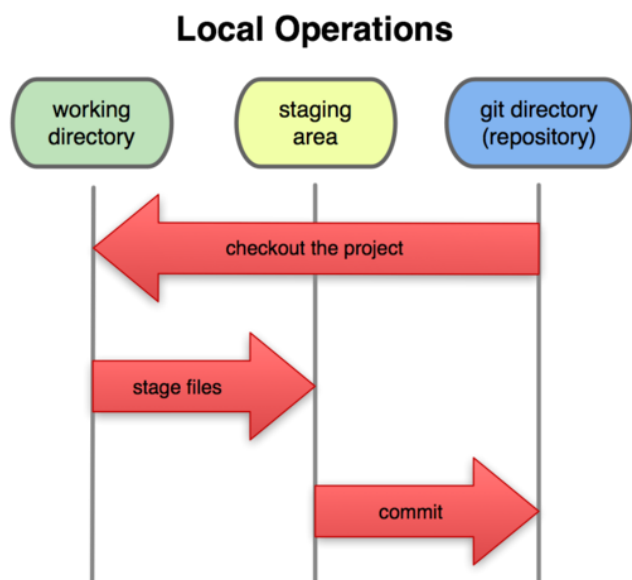 Local Operations
working
directory
staging
area
git directory
(repository)
checkout the project
stage files
commit